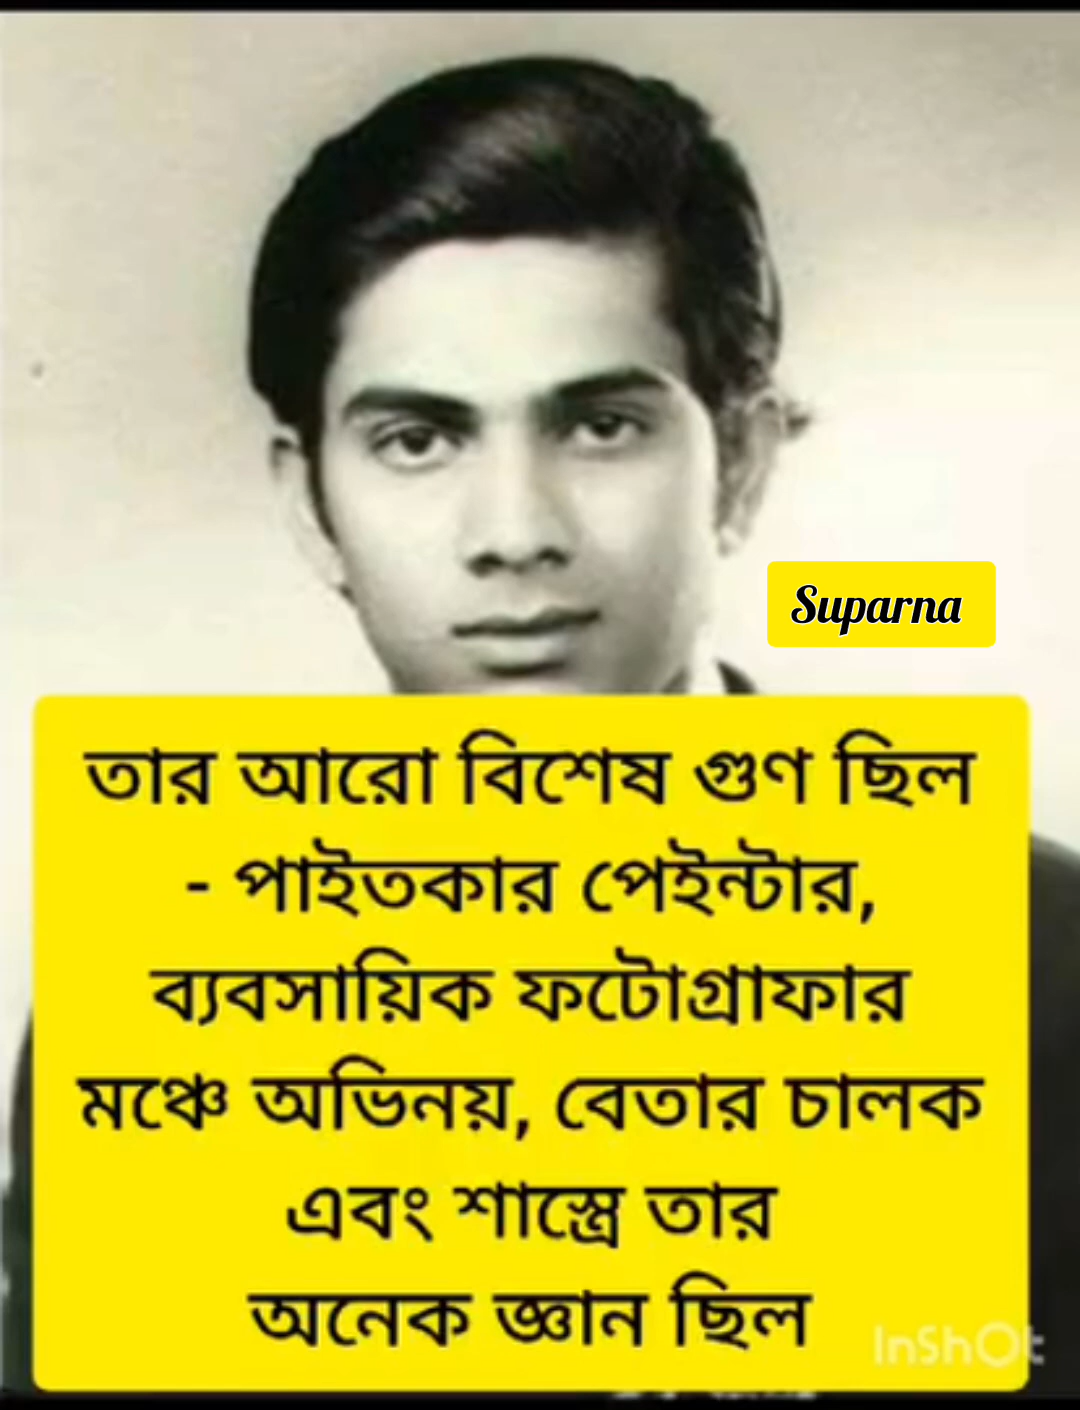 Suparna
তার আরো বিশেষ গুণ ছিল
- পাইতকার পেইন্টার,
ব্যবসায়িক ফটোগ্রাফার
মঞ্চে অভিনয়, বেতার চালক
এবং শাস্ত্রে তার
অনেক জ্ঞান ছিল
InShOt